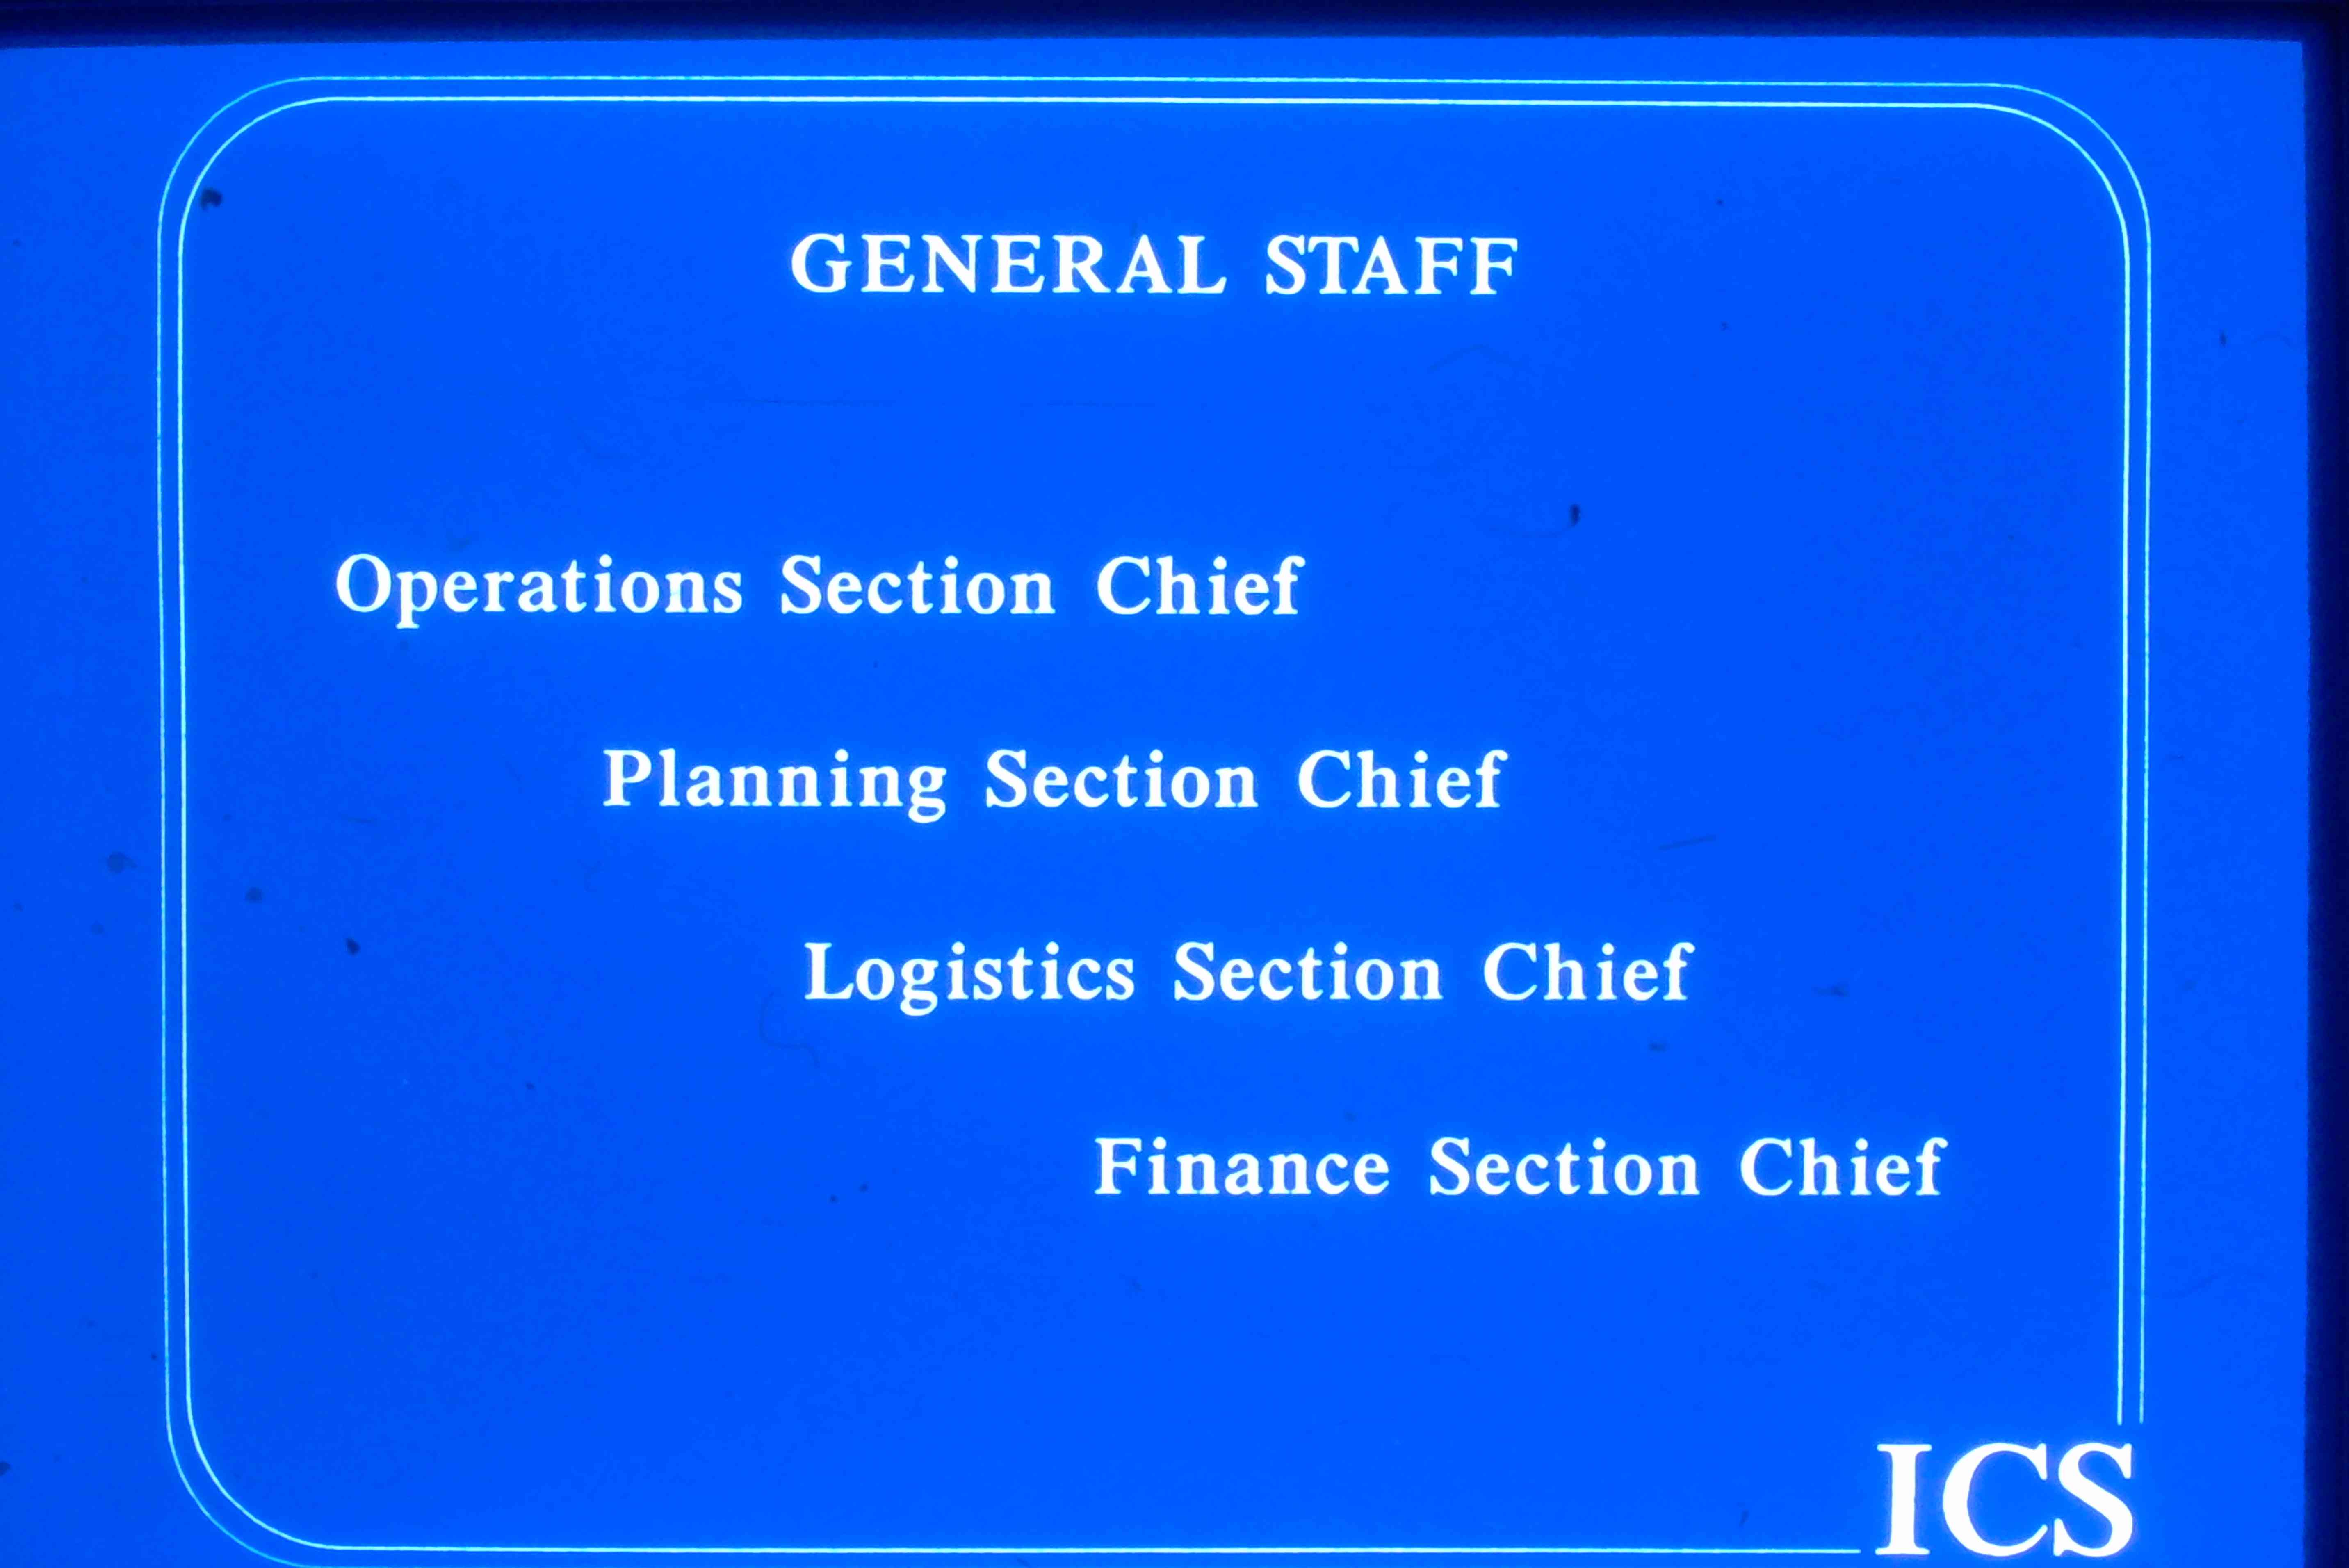 GENERAL STAFF
Operations Section Chief
Planning Section Chief
Logistics Section Chief
Finance Section Chief
ICS